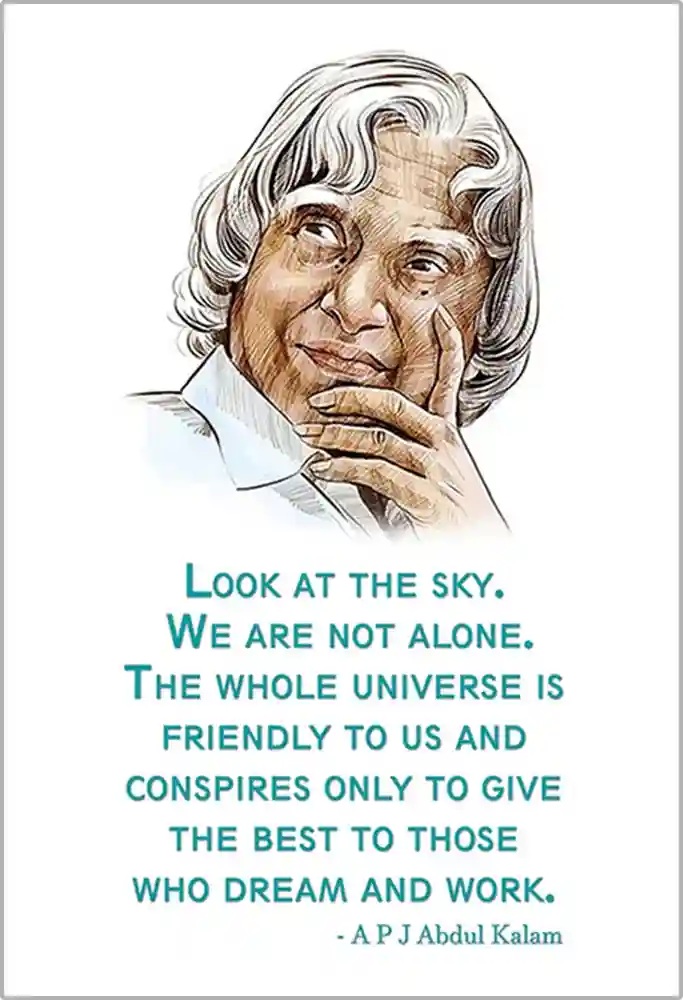 Look at the sky.
We are not alone.
The whole universe is
friendly to us and
conspires only to give
the best to those
who dream and work.
- A P J Abdul Kalam